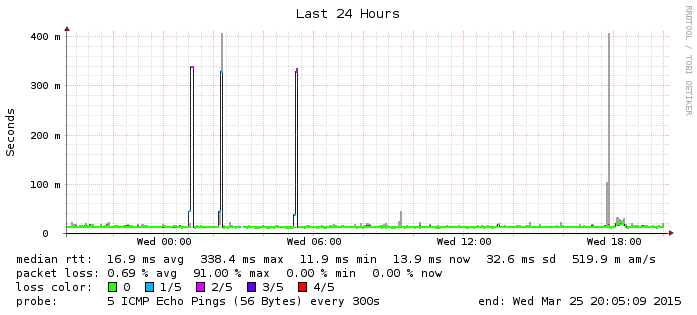 Last 24 Hours
RRDTOOL / TOBI OETIKER
Seconds
400 m
300 m
200 m
100 m
0
Wed 00:00 Wed 06:00 Wed 12:00 Wed 18:00
median rtt: 16.9 ms avg 338.4 ms max 11.9 ms min 13.9 ms now 32.6 ms sd 519.9 m am/s
packet loss: 0.69 % avg 91.00 % max 0.00 % min 0.00 % now
loss color: 0 1/5 2/5 3/5 4/5
probe: 5 ICMP Echo Pings (56 Bytes) every 300s end: Wed Mar 25 20:05:09 2015